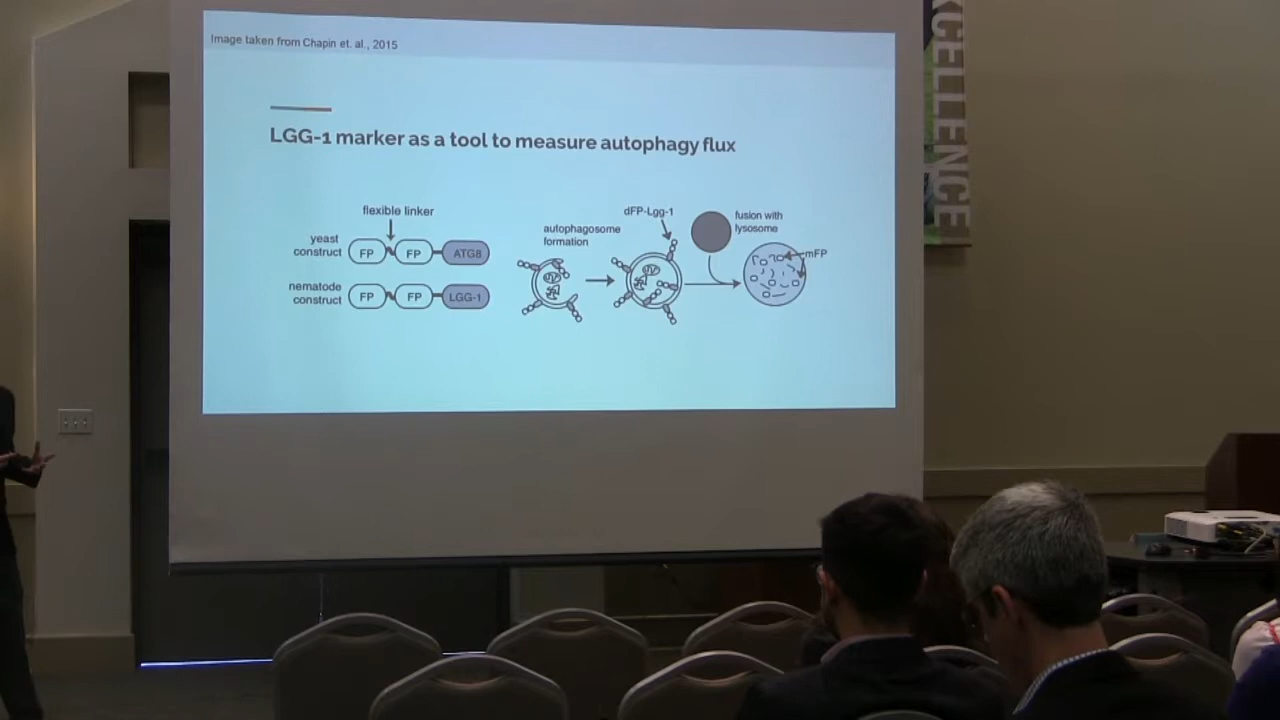 Image taken from Chapin et. al., 2015
LGG-1 marker as a tool to measure autophagy flux
flexible linker
yeast
construct
FP
FP
ATG8
nematode
construct
FP
FP
LGG-1
autophagosome
formation
dFP-Lgg-1
fusion with
lysosome
mFP
XCELLENCE